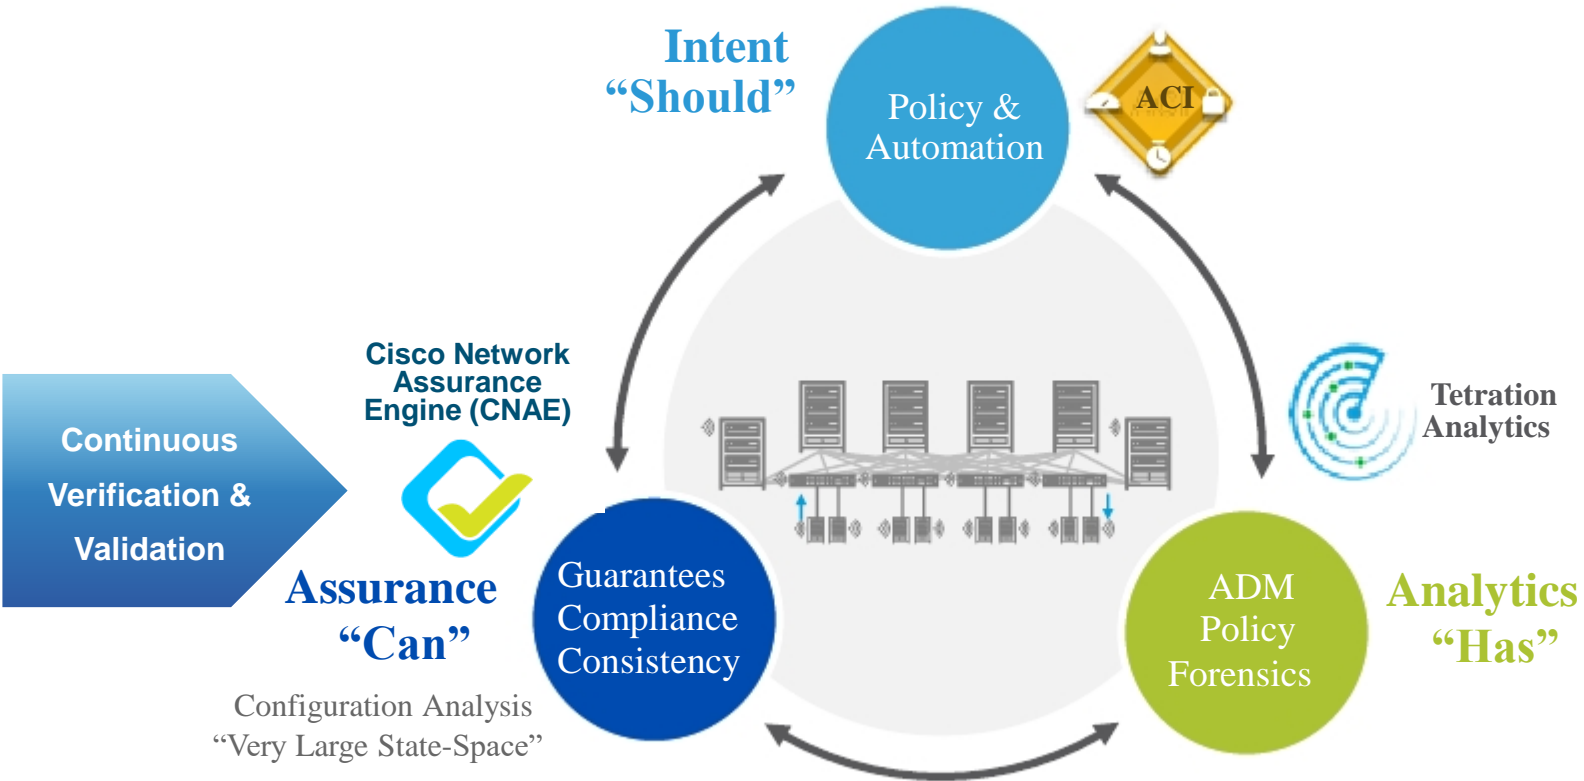 Intent
“Should”
Policy &
Automation
ACI
Cisco Network
Assurance
Engine (CNAE)
Tetration
Analytics
Continuous
Verification &
Validation
Assurance
“Can”
Guarantees
Compliance
Consistency
ADM
Policy
Forensics
Analytics
“Has”
Configuration Analysis
“Very Large State-Space”